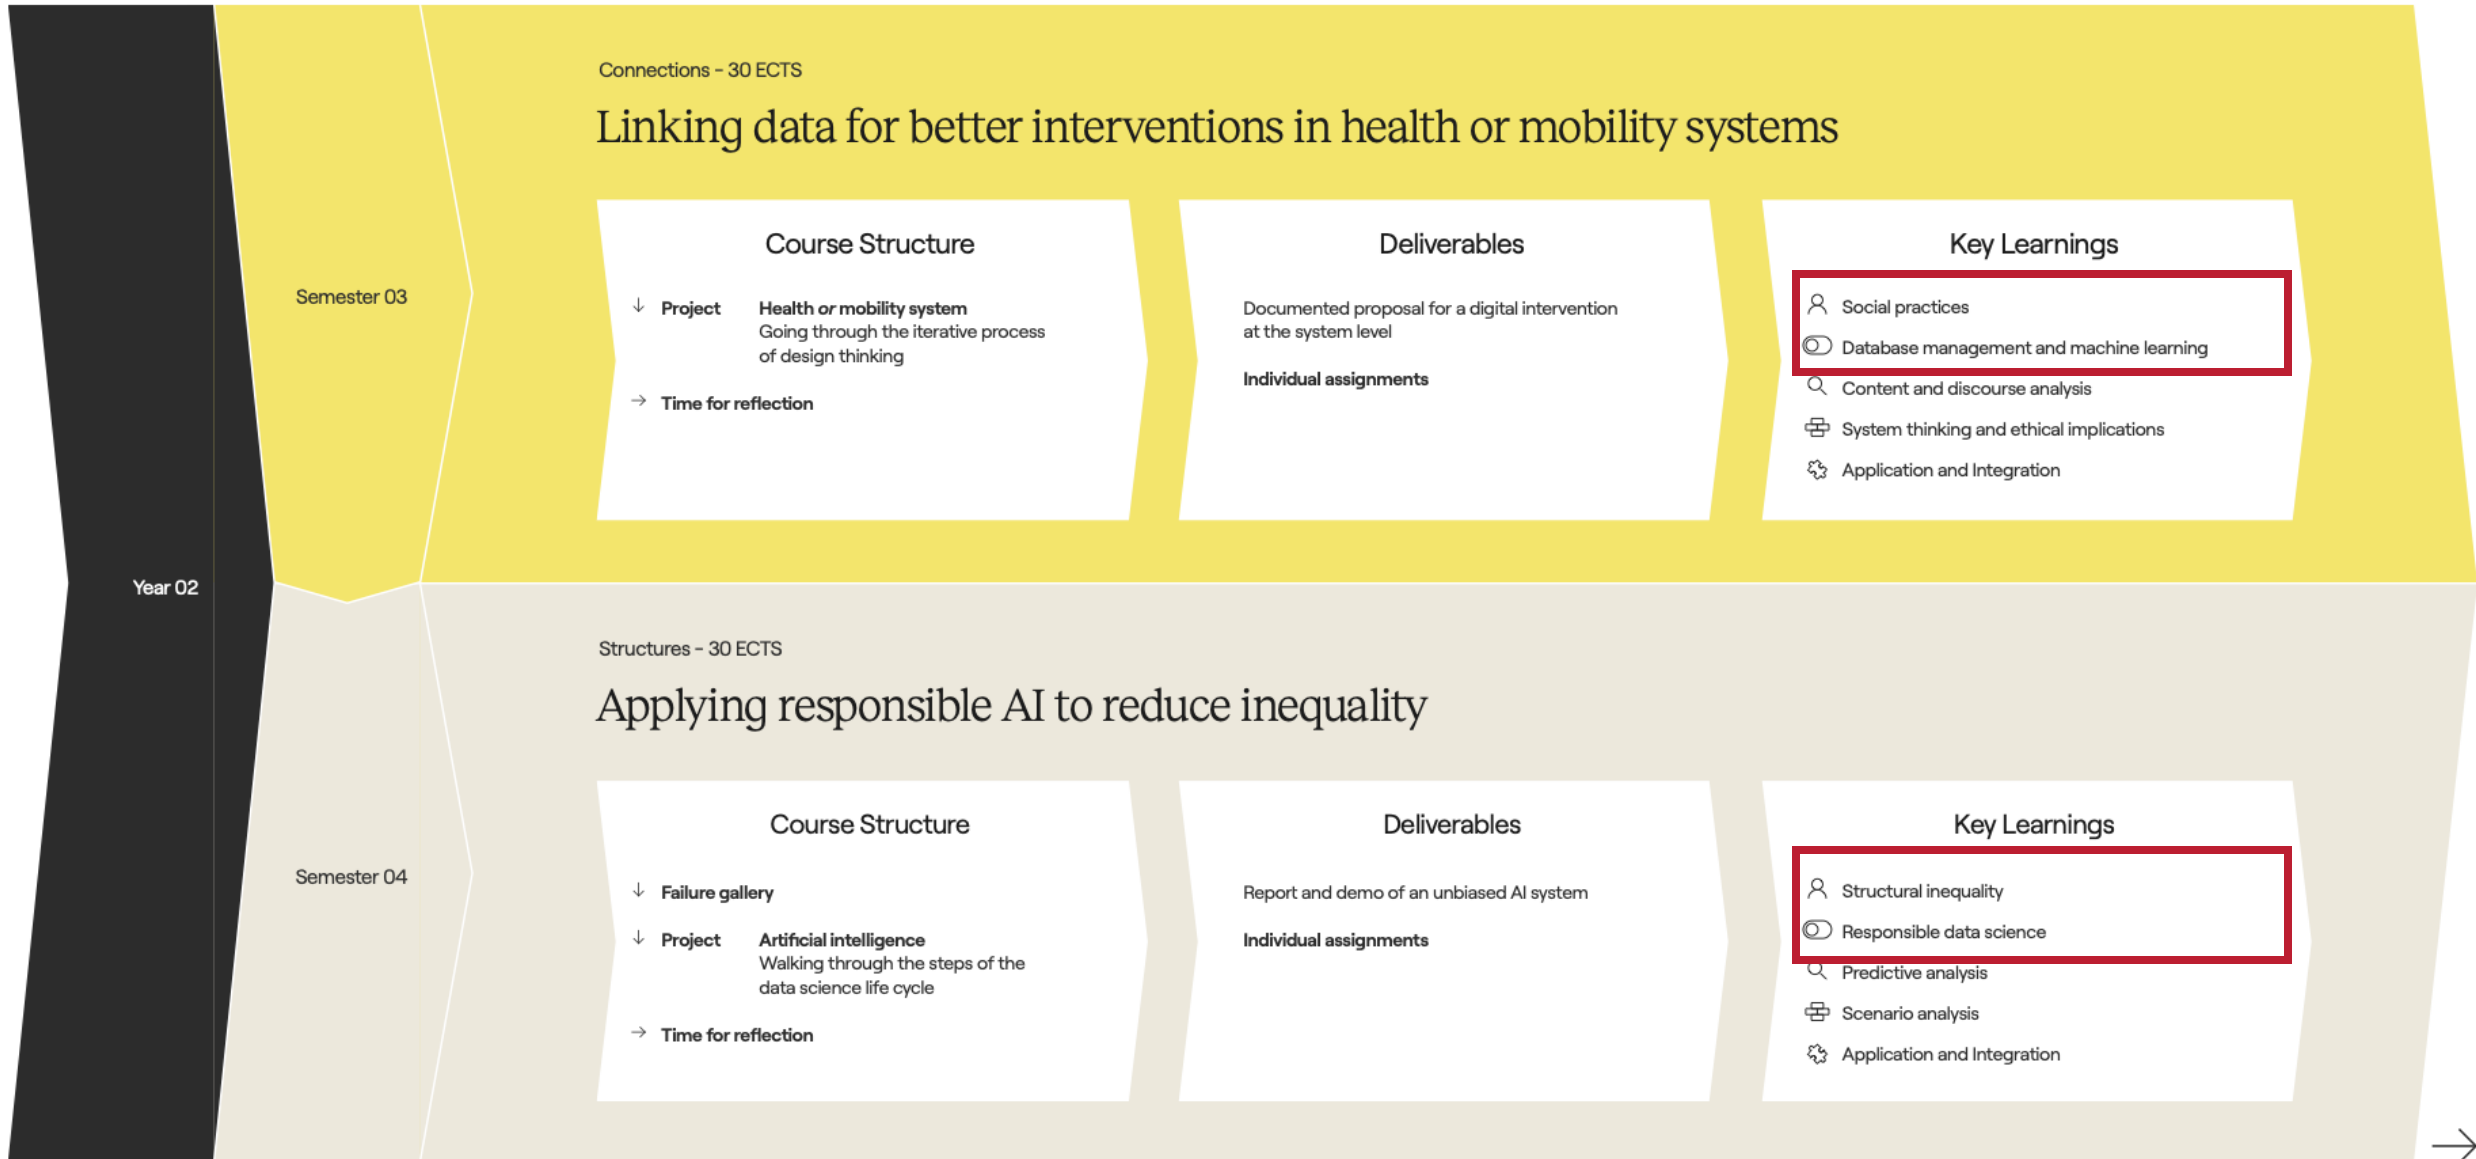 Year 02
Semester 03
Connections - 30 ECTS
Linking data for better interventions in health or mobility systems
Course Structure
↓ Project Health or mobility system
Going through the iterative process
of design thinking
→ Time for reflection
Deliverables
Documented proposal for a digital intervention
at the system level
Individual assignments
Key Learnings
Social practices
Database management and machine learning
Content and discourse analysis
System thinking and ethical implications
Application and Integration
Semester 04
Structures - 30 ECTS
Applying responsible AI to reduce inequality
Course Structure
↓ Failure gallery
↓ Project Artificial intelligence
Walking through the steps of the
data science life cycle
→ Time for reflection
Deliverables
Report and demo of an unbiased AI system
Individual assignments
Key Learnings
Structural inequality
Responsible data science
Predictive analysis
Scenario analysis
Application and Integration
→